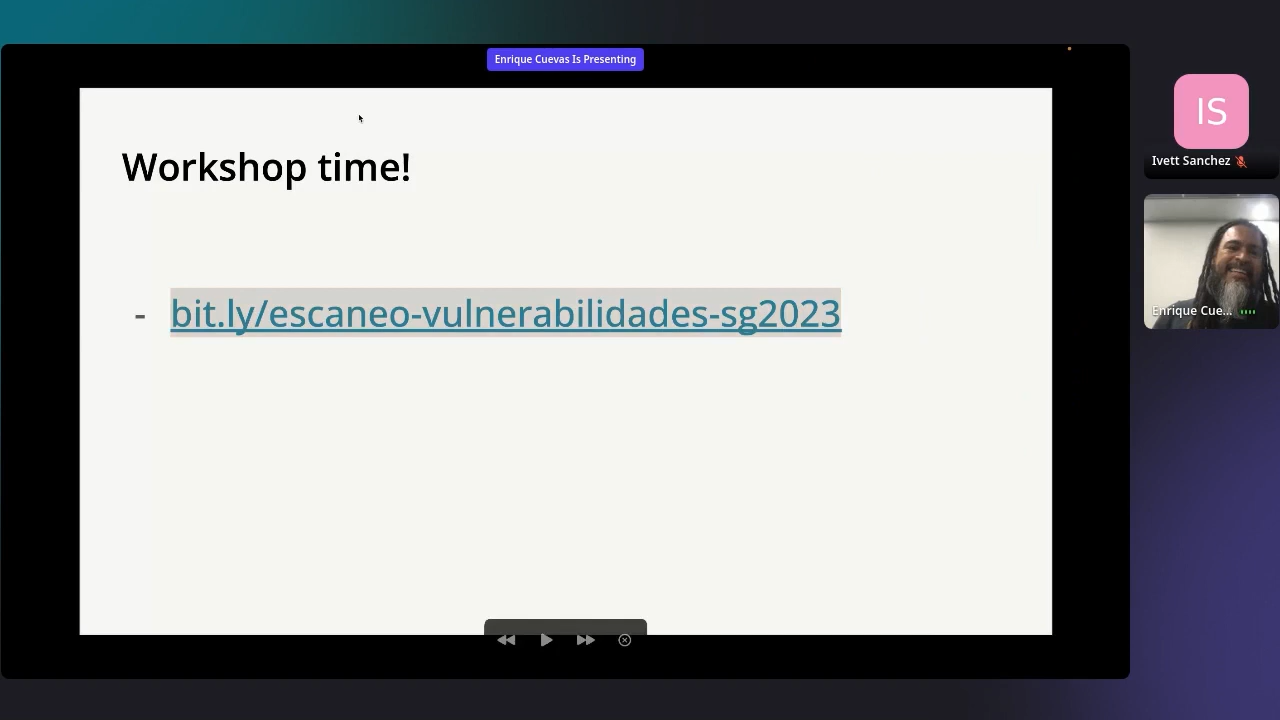 Enrique Cuevas Is Presenting
Workshop time!
- bit.ly/escaneo-vulnerabilidades-sg2023
IS
Ivett Sanchez
Enrique Cue...